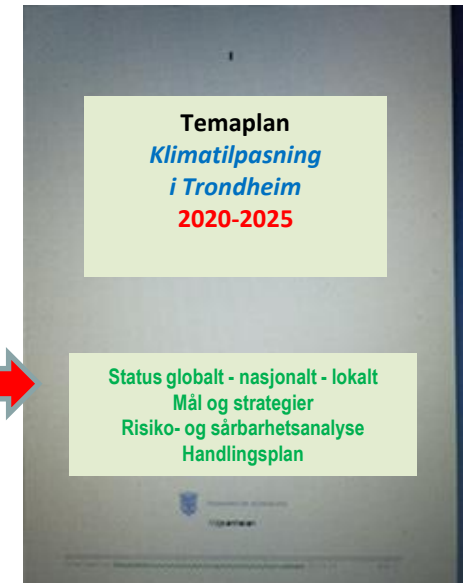 Temaplan
Klimatilpasning
i Trondheim
2020-2025
Status globalt - nasjonalt - lokalt
Mål og strategier
Risiko- og sårbarhetsanalyse
Handlingsplan